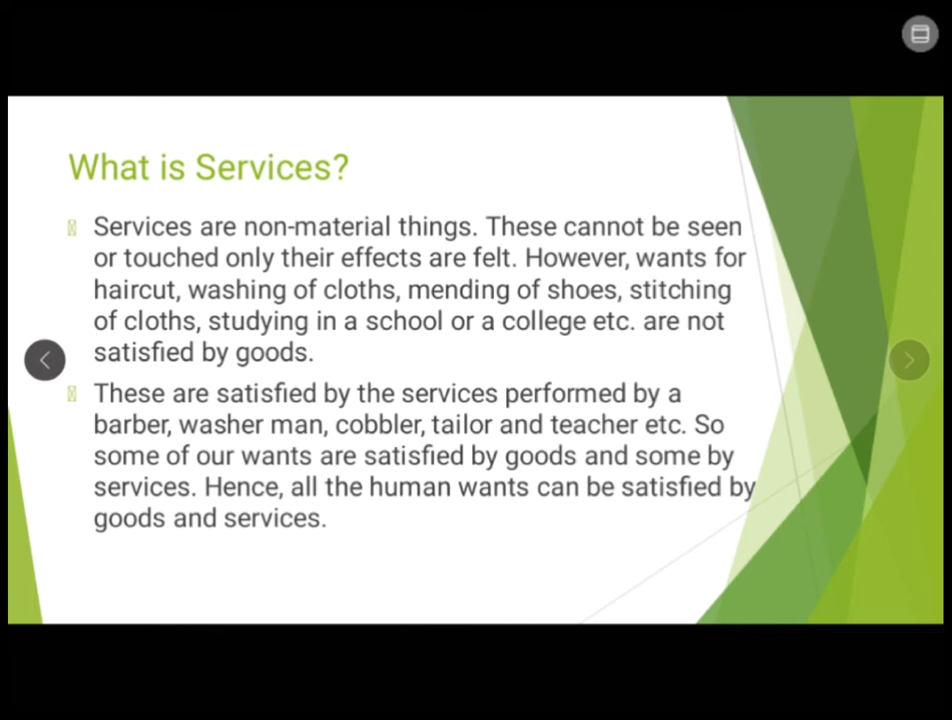 What is Services?
Services are non-material things. These cannot be seen
or touched only their effects are felt. However, wants for
haircut, washing of cloths, mending of shoes, stitching
of cloths, studying in a school or a college etc. are not
satisfied by goods.
These are satisfied by the services performed by a
barber, washer man, cobbler, tailor and teacher etc. So
some of our wants are satisfied by goods and some by
services. Hence, all the human wants can be satisfied by
goods and services.